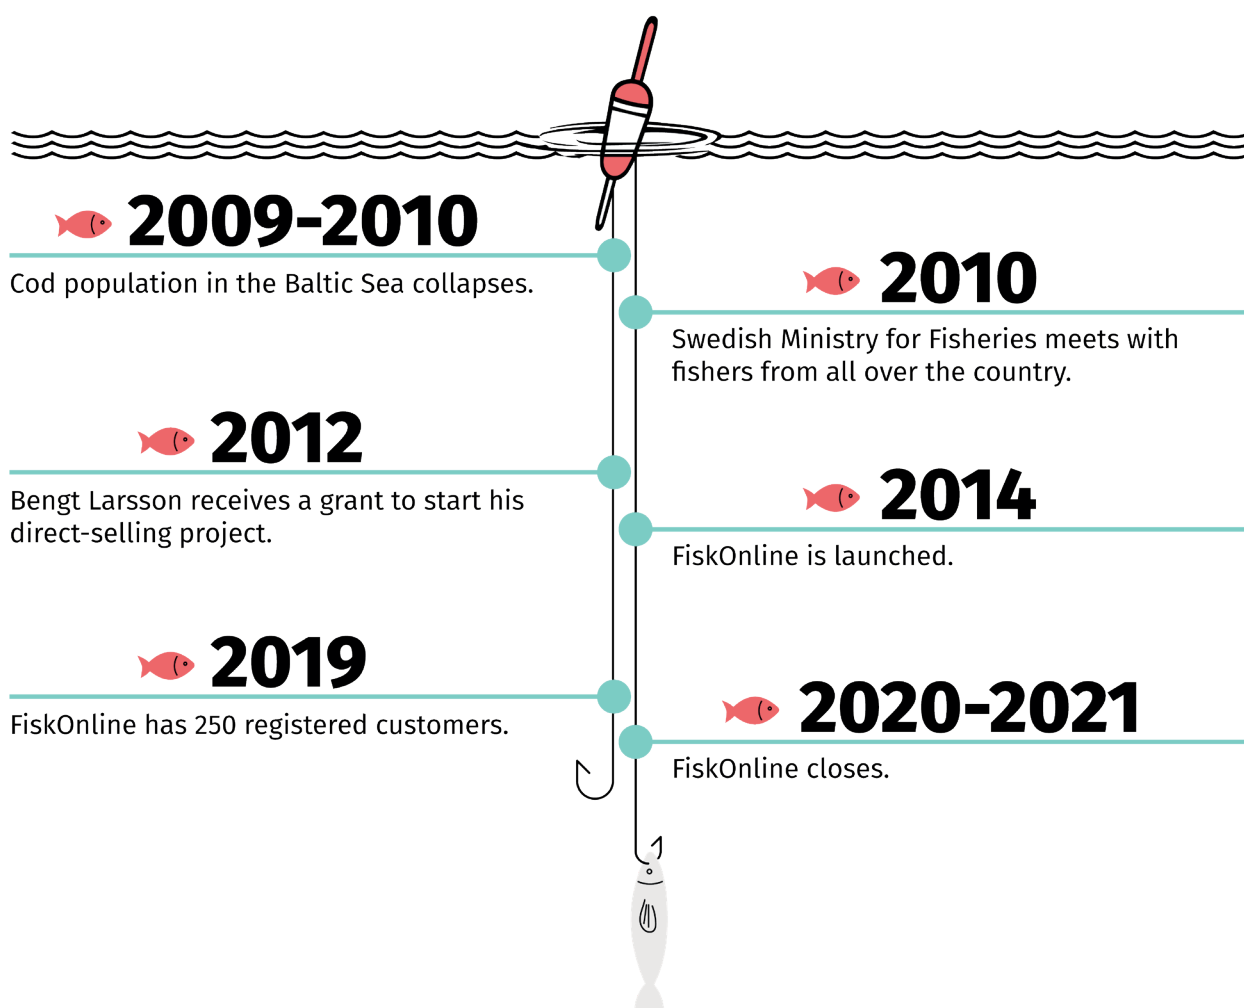 2009-2010
Cod population in the Baltic Sea collapses.
2010
Swedish Ministry for Fisheries meets with
fishers from all over the country.
2012
Bengt Larsson receives a grant to start his
direct-selling project.
2014
FiskOnline is launched.
2019
FiskOnline has 250 registered customers.
2020-2021
FiskOnline closes.